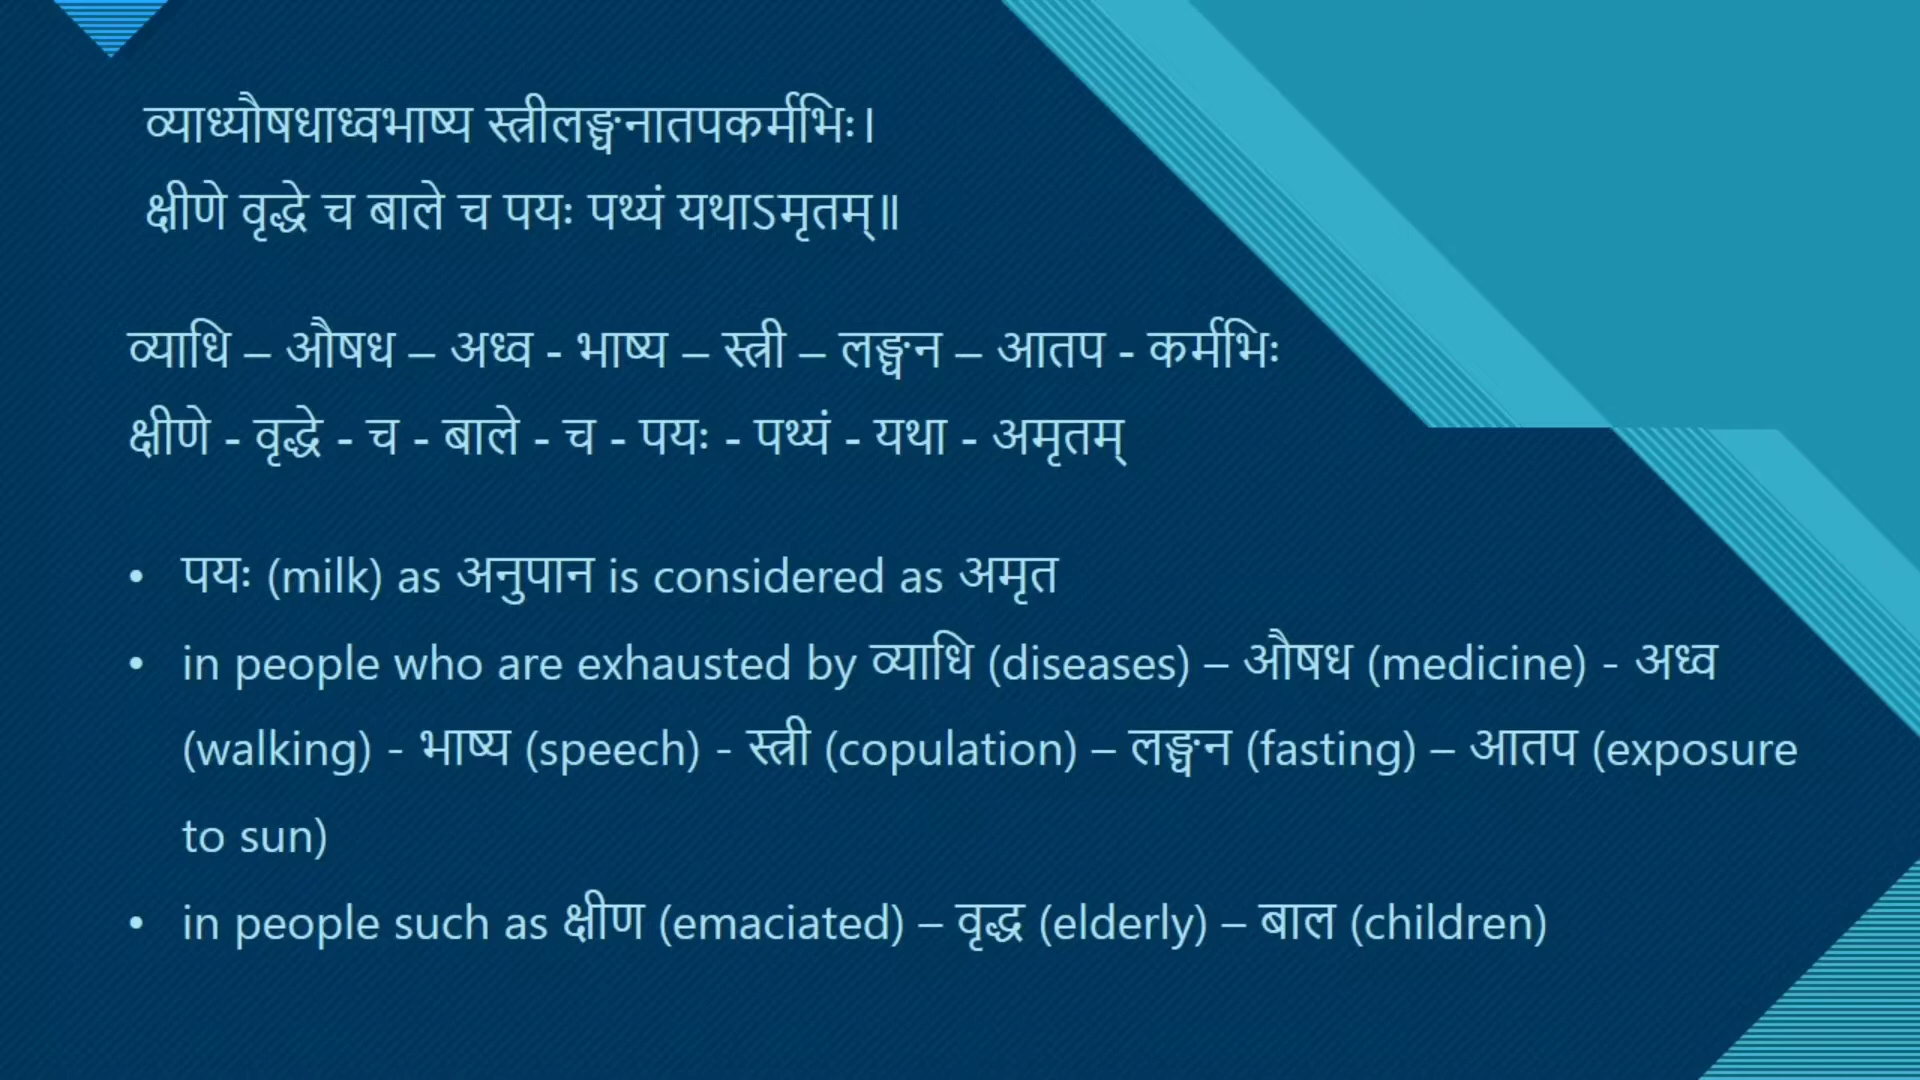 व्याध्यौषधाध्वभाष्य स्त्रीलङ्घनातपकर्मभिः।
क्षीणे वृद्धे च बाले च पयः पथ्यं यथाऽमृतम्॥
व्याधि – औषध – अध्व - भाष्य – स्त्री – लङ्घन – आतप - कर्मभिः
क्षीणे - वृद्धे - च - बाले - च - पयः - पथ्यं - यथा - अमृतम्
• पयः (milk) as अनुपान is considered as अमृत
• in people who are exhausted by व्याधि (diseases) – औषध (medicine) - अध्व
(walking) - भाष्य (speech) - स्त्री (copulation) – लङ्घन (fasting) – आतप (exposure
to sun)
• in people such as क्षीण (emaciated) – वृद्ध (elderly) – बाल (children)